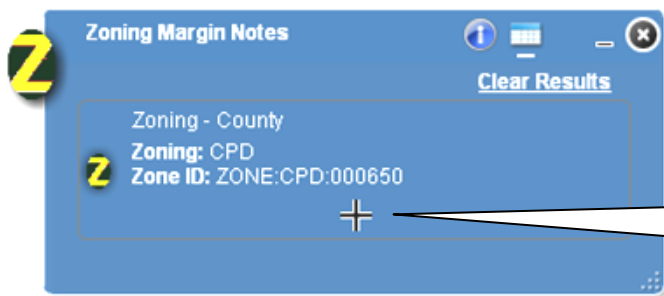 Z
Zoning Margin Notes
i
Clear Results
Zoning - County
Z
Zoning: CPD
Zone ID: ZONE:CPD:000650